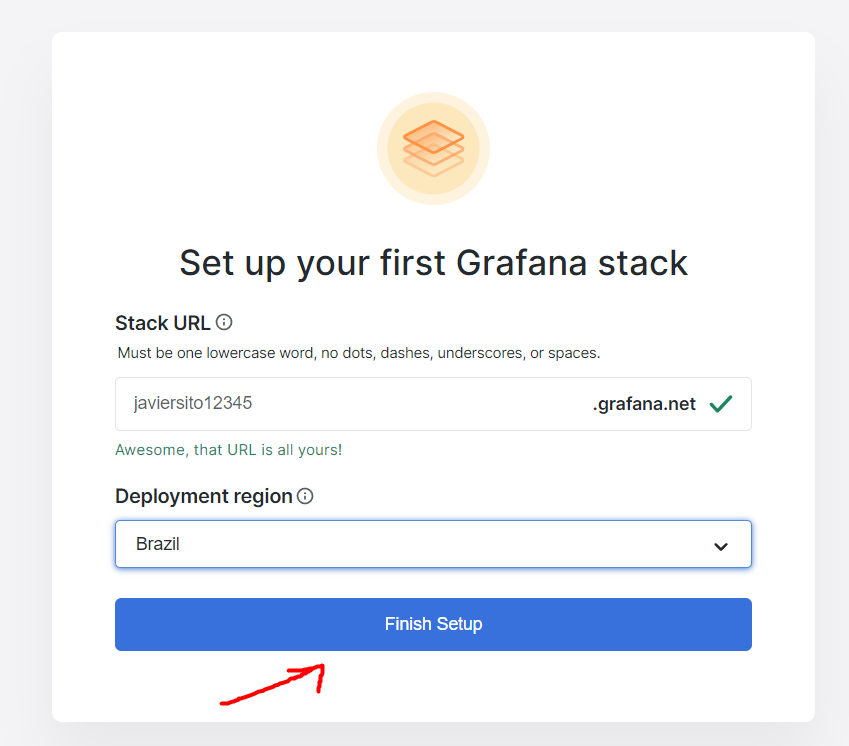 Set up your first Grafana stack
Stack URL
Must be one lowercase word, no dots, dashes, underscores, or spaces.
javiersito12345 .grafana.net
Awesome, that URL is all yours!
Deployment region
Brazil
Finish Setup